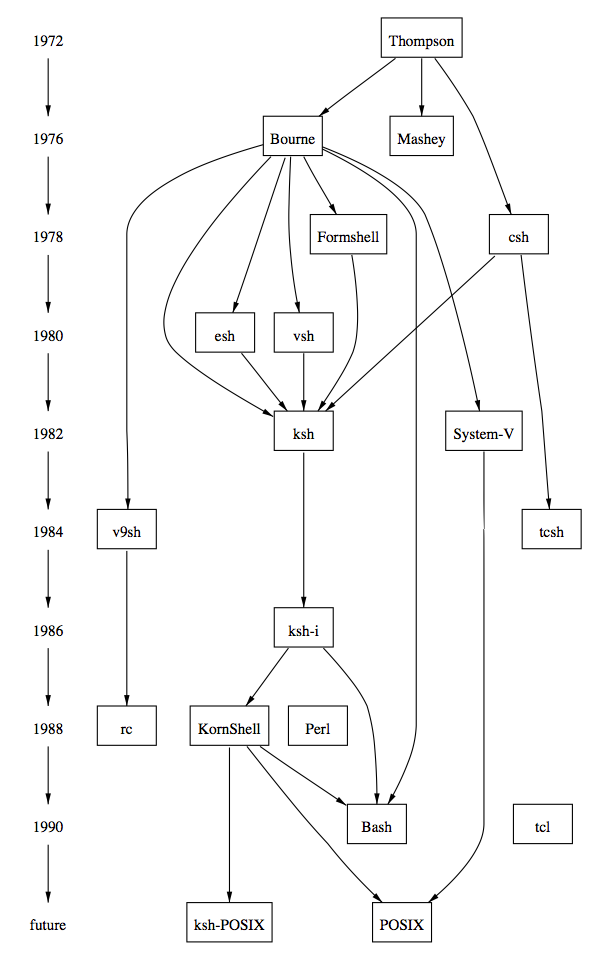 1972
Thompson
1976
Bourne
Mashey
1978
Formshell
csh
1980
esh
vsh
1982
ksh
System-V
1984
v9sh
tcsh
1986
ksh-i
1988
rc
KornShell
Perl
1990
Bash
tcl
future
ksh-POSIX
POSIX